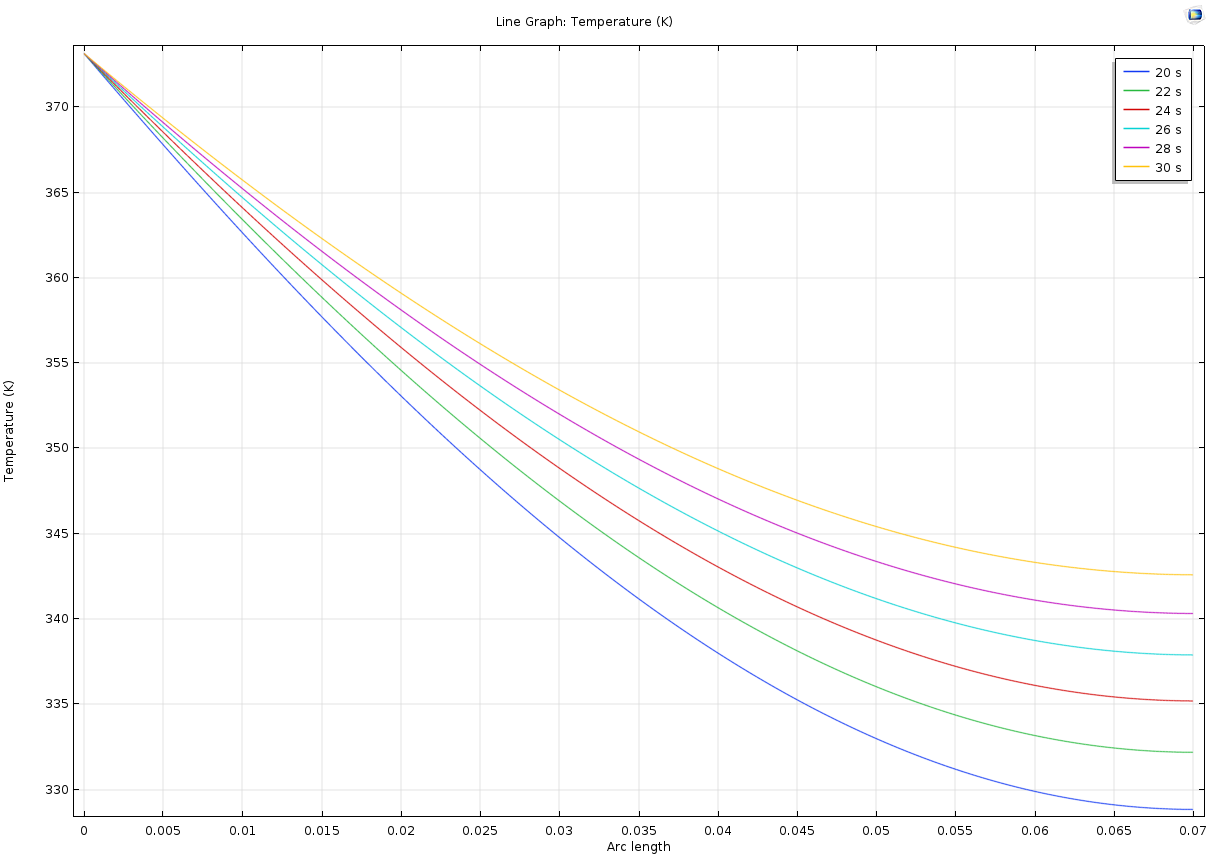 Line Graph: Temperature (K)
20 s
22 s
24 s
26 s
28 s
30 s
370
365
360
355
350
345
340
335
330
Temperature (K)
0 0.005 0.01 0.015 0.02 0.025 0.03 0.035 0.04 0.045 0.05 0.055 0.06 0.065 0.07
Arc length